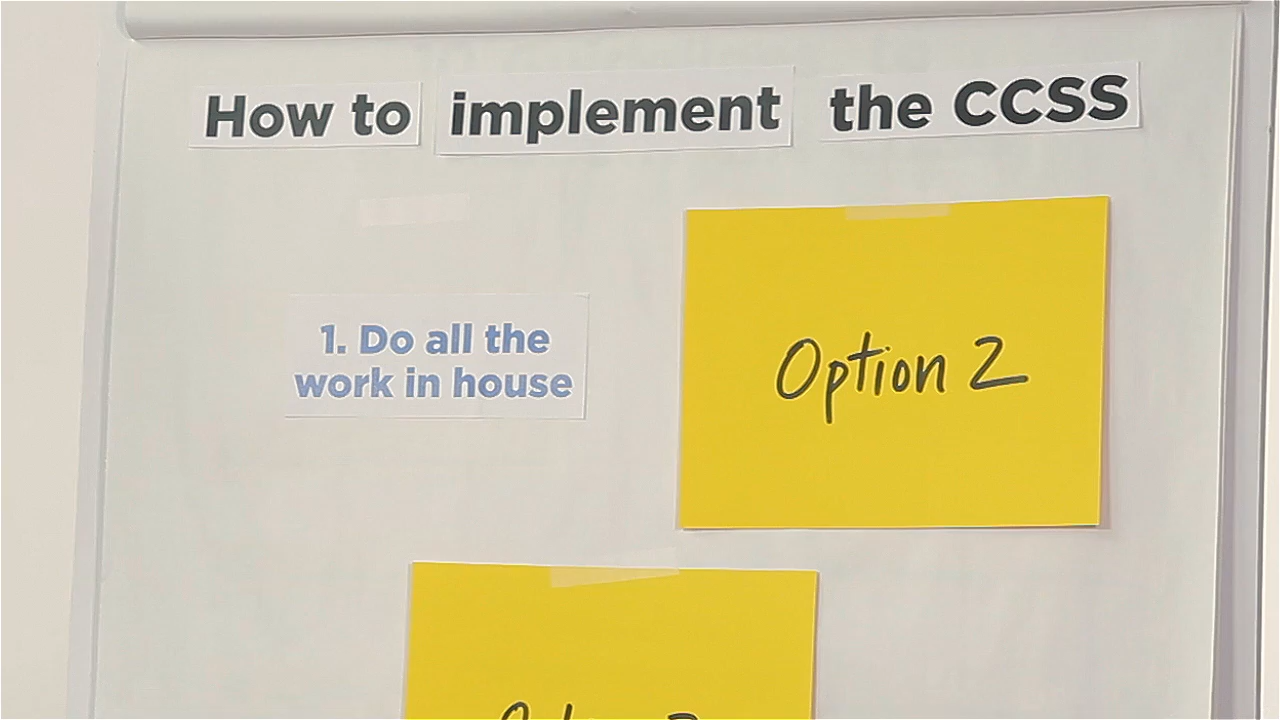 How to implement the CCSS
1. Do all the
work in house
Option 2